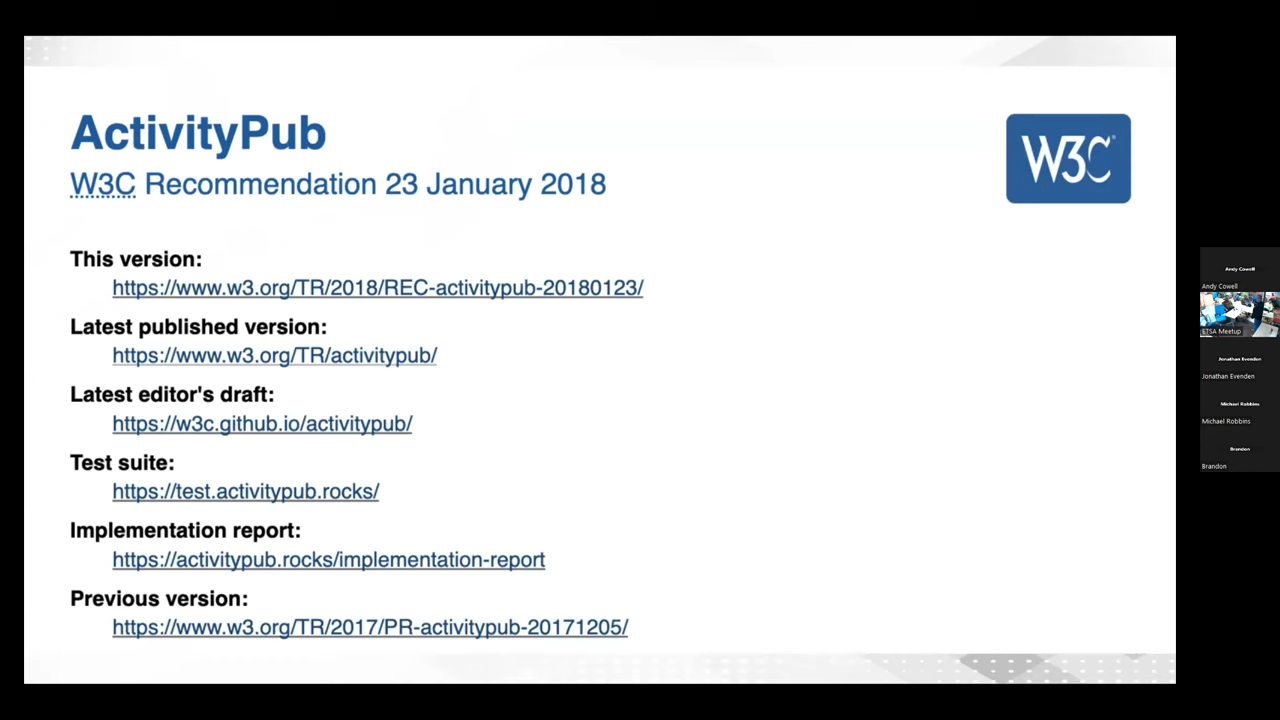 ActivityPub
W3C Recommendation 23 January 2018
W3C®
This version:
https://www.w3.org/TR/2018/REC-activitypub-20180123/
Latest published version:
https://www.w3.org/TR/activitypub/
Latest editor's draft:
https://w3c.github.io/activitypub/
Test suite:
https://test.activitypub.rocks/
Implementation report:
https://activitypub.rocks/implementation-report
Previous version:
https://www.w3.org/TR/2017/PR-activitypub-20171205/
Andy Cowell
Andy Cowell
ETSA Meetup
Jonathan Evenden
Jonathan Evenden
Michael Robbins
Michael Robbins
Brandon
Brandon